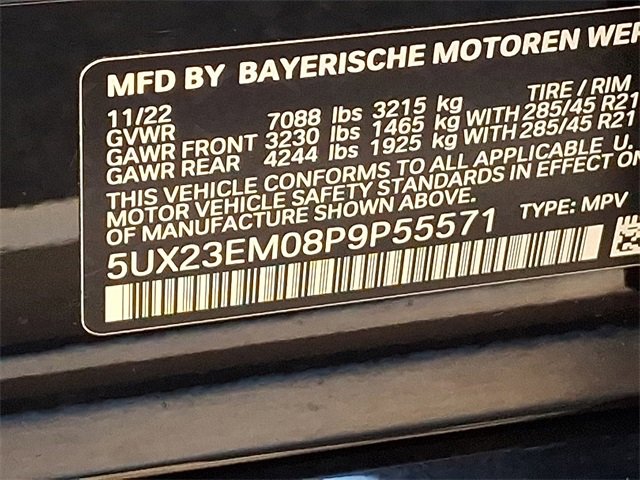 MFD BY BAYERISCHE MOTOREN WER
11/22 TIRE / RIM
GVWR 7088 lbs 3215 kg
GAWR FRONT 3230 lbs 1465 kg WITH 285/45 R21
GAWR REAR 4244 lbs 1925 kg WITH 285/45 R21
THIS VEHICLE CONFORMS TO ALL APPLICABLE U.
MOTOR VEHICLE SAFETY STANDARDS IN EFFECT ON
OF MANUFACTURE SHOWN ABOVE.
5UX23EM08P9P55571 TYPE: MPV